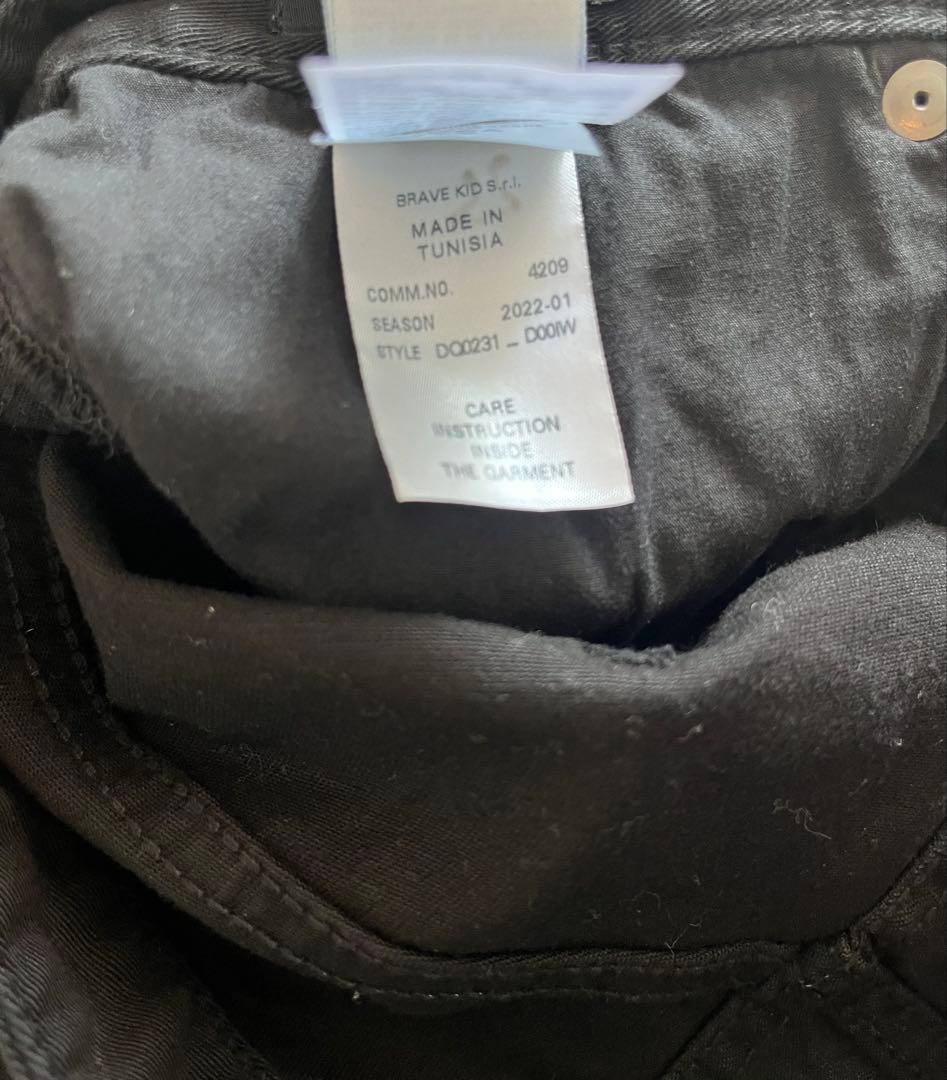 BRAVE KID S.r.l.
MADE IN
TUNISIA
COMM.NO. 4209
SEASON 2022-01
STYLE DQ0231 – D00IW
CARE
INSTRUCTION
INSIDE
THE GARMENT